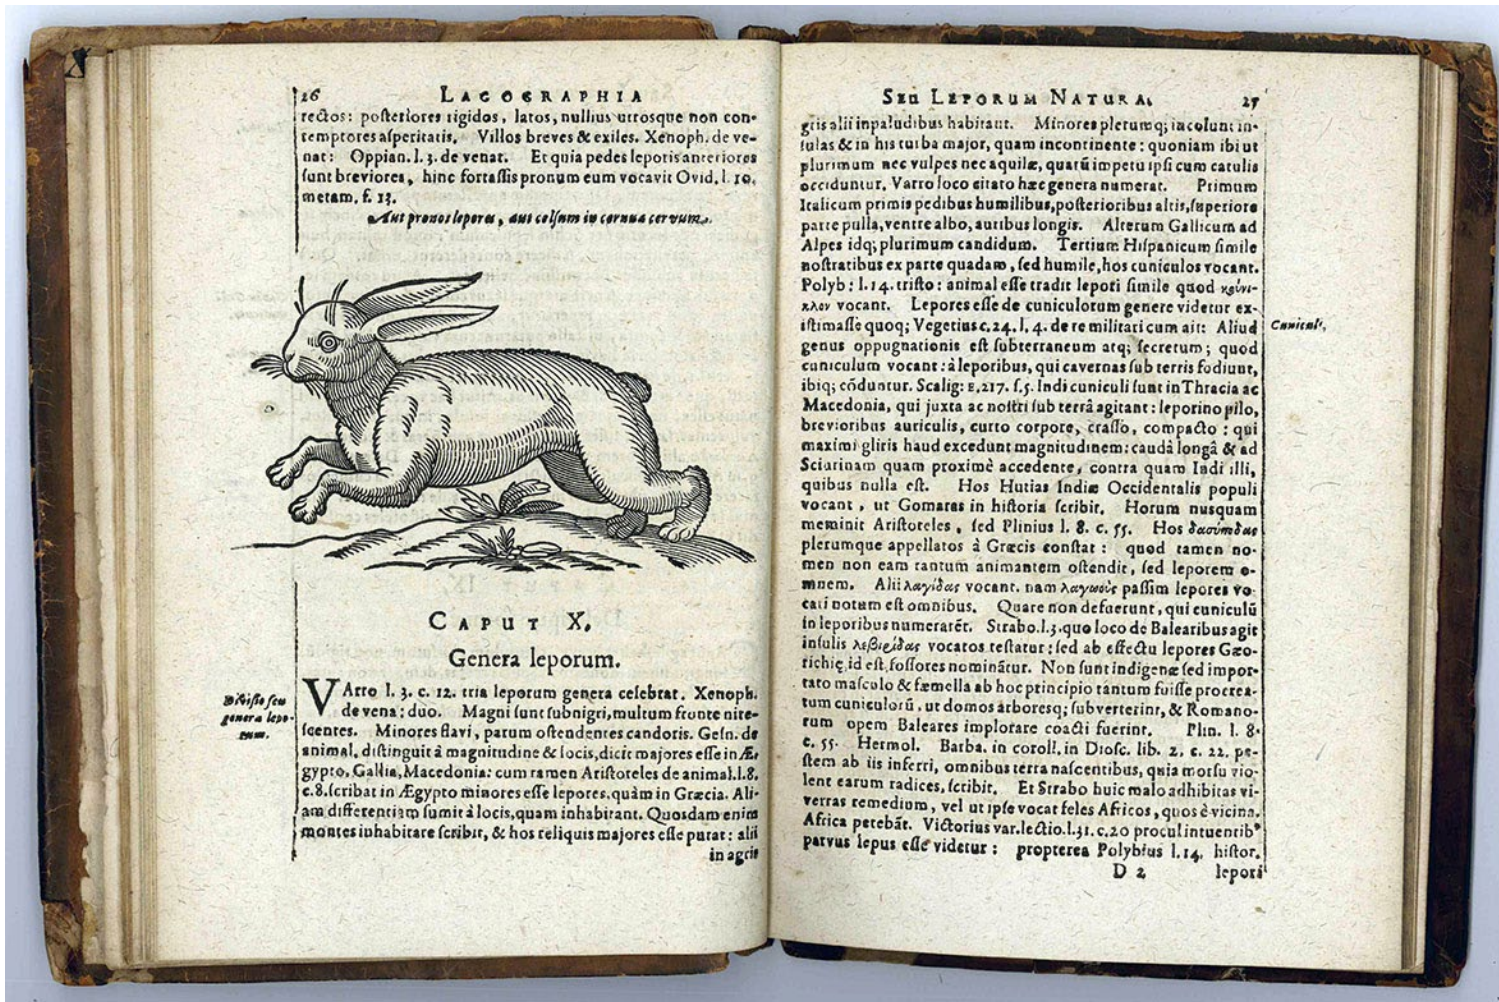 26 LAGOGRAPHIA
rectos: posteriores rigidos, latos, nullius utrosque non con-
temptores asperitatis. Villos breves & exiles. Xenoph. de ve-
nat: Oppian. l. 3. de venat. Et quia pedes leporis anteriores
sunt breviores, hinc fortassis pronum eum vocavit Ovid. l. 10.
metam. f. 13.
Aut pronos lepores, aut celsum in cornua cervum.
CAPUT X.
Genera leporum.
Divisio seu
genera lepo-
rum.
VArro l. 3. c. 12. tria leporum genera celebrat. Xenoph.
de vena: duo. Magni sunt subnigri, multum fronte nite-
scentes. Minores flavi, parum ostendentes candoris. Gesn. de
animal. distinguit à magnitudine & locis, dicit majores esse in Æ-
gypto, Gallia, Macedonia: cum tamen Aristoteles de animal. l. 8.
c. 8. scribat in Ægypto minores esse lepores, quàm in Græcia. Ali-
am differentiam sumit à locis, quam inhabitant. Quosdam enim
montes inhabitare scribit, & hos reliquis majores esse putat: alii
in agris
SEU LEPORUM NATURA. 27
gris alii in paludibus habitant. Minores plerumq; incolunt in-
sulas & in his turba major, quam in continente: quoniam ibi ut
plurimum nec vulpes nec aquilæ, quarū impetu ipsi cum catulis
occiduntur. Varro loco citato hæc genera numerat. Primum
Italicum primis pedibus humilibus, posterioribus altis, superiore
parte pulla, ventre albo, auribus longis. Alterum Gallicum ad
Alpes idq; plurimum candidum. Tertium Hispanicum simile
nostratibus ex parte quadam, sed humile, hos cuniculos vocant.
Polyb: l. 14. tristo: animal esse tradit lepori simile quod κούνι-
κλον vocant. Lepores esse de cuniculorum genere videtur ex-
istimasse quoq; Vegetius c. 24. l. 4. de re militari cum ait: Aliud
Cuniculi,
genus oppugnationis est subterraneum atq; secretum; quod
cuniculum vocant: à leporibus, qui cavernas sub terris fodiunt,
ibiq; cōduntur. Scalig: E. 217. s. 5. Indi cuniculi sunt in Thracia ac
Macedonia, qui juxta ac nostri sub terrâ agitant: leporino pilo,
brevioribus auriculis, curto corpore, crasso, compacto: qui
maximi gliris haud excedunt magnitudinem: caudâ longâ & ad
Sciurinam quam proximè accedente, contra quam Indi illi,
quibus nulla est. Hos Hutias Indiæ Occidentalis populi
vocant, ut Gomaras in historia scribit. Horum nusquam
meminit Aristoteles, sed Plinius l. 8. c. 55. Hos δασύποδας
plerumque appellatos à Græcis constat: quod tamen no-
men non eam tantum animantem ostendit, sed leporem o-
mnem. Alii λαγίδας vocant. nam λαγωοὺς passim lepores vo-
cari notum est omnibus. Quare non defuerunt, qui cuniculū
in leporibus numerarēt. Strabo. l. 3. quo loco de Balearibus agit
insulis λεβιρίδας vocatos testatur: sed ab effectu lepores Gæo-
richiç, id est, fossores nominātur. Non sunt indigenæ sed impor-
tato masculo & fæmella ab hoc principio tantum fuisse procrea-
tum cuniculorū, ut domos arboresq; subverterint, & Romano-
rum opem Baleares implorare coacti fuerint. Plin. l. 8.
c. 55. Hermol. Barba. in coroll. in Diosc. lib. 2. c. 22. pe-
stem ab iis inferri, omnibus terra nascentibus, quia morsu vio-
lent earum radices, scribit. Et Strabo huic malo adhibitas vi-
verras remedium, vel ut ipse vocat feles Africos, quos è vicina
Africa petebāt. Victorius var. lectio. l. 31. c. 20 procul intuentib⁹
parvus lepus esse videtur: propterea Polybius l. 14. histor.
D 2 lepori